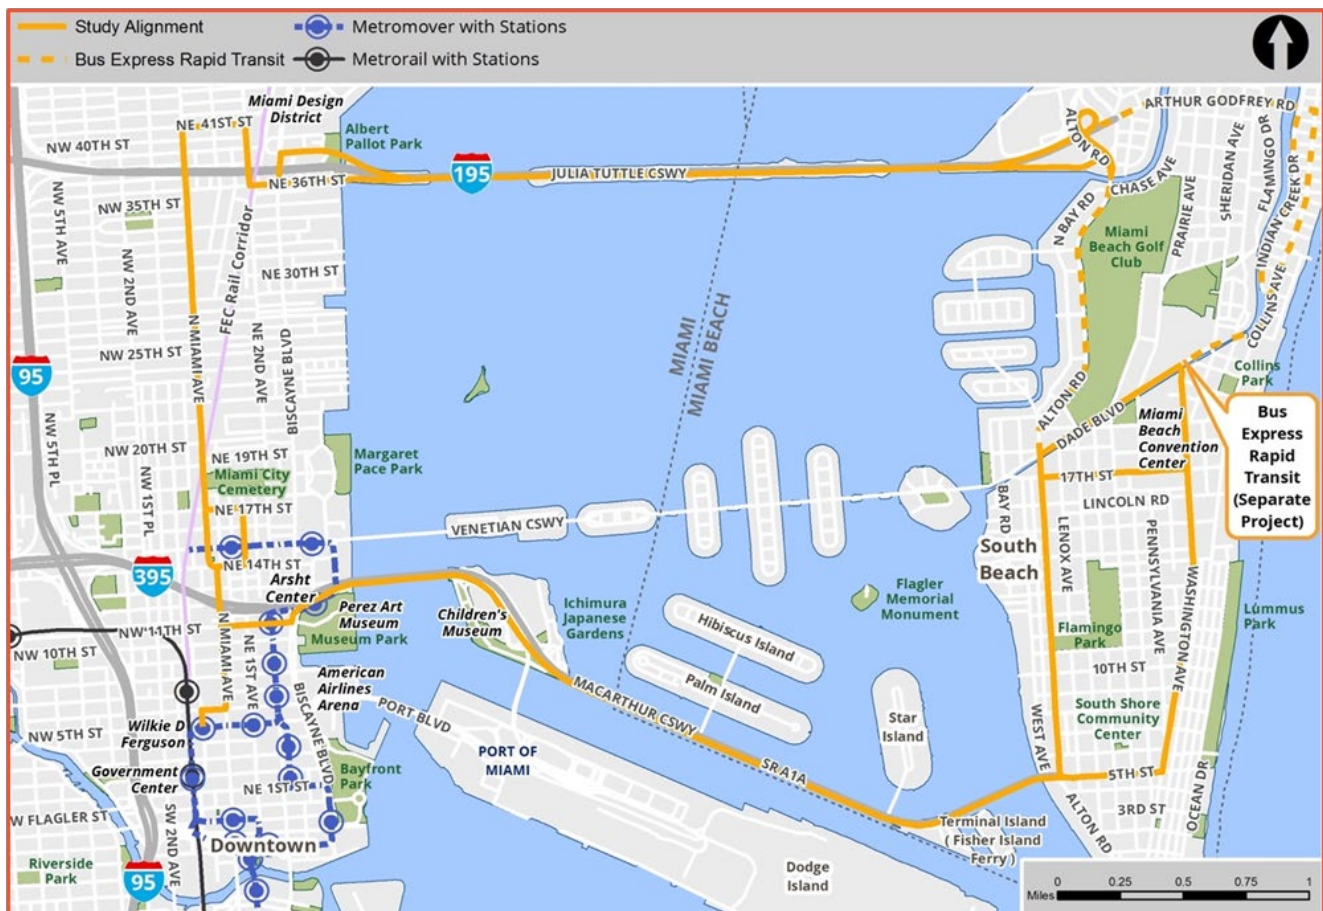 Study Alignment
Metromover with Stations
Bus Express Rapid Transit
Metrorail with Stations
Miami Design
District
NE 41ST ST
Albert
Pallot Park
NW 40TH ST
ARTHUR GODFREY RD
ALTON RD
195
JULIA TUTTLE CSWY
NE 36TH ST
CHASE AVE
NW 5TH AVE
NW 35TH ST
N BAY RD
PRAIRIE AVE
SHERIDAN AVE
FLAMINGO DR
INDIAN CREEK DR
Miami
Beach Golf
Club
NW 2ND AVE
FEC Rail Corridor
NE 30TH ST
COLLINS AVE
N MIAMI AVE
NE 2ND AVE
BISCAYNE BLVD
MIAMI
MIAMI BEACH
NW 25TH ST
95
Collins
Park
ALTON RD
DADE BLVD
Miami
Beach
Convention
Center
Bus
Express
Rapid
Transit
(Separate
Project)
NW 5TH PL
NW 20TH ST
NE 19TH ST
Margaret
Pace Park
Miami City
Cemetery
NW 1ST PL
NE 17TH ST
17TH ST
BAY RD
LINCOLN RD
VENETIAN CSWY
South
Beach
LENOX AVE
PENNSYLVANIA AVE
WASHINGTON AVE
395
NE 14TH ST
Arsht
Center
Perez Art
Museum
Museum Park
Children's
Museum
Ichimura
Japanese
Gardens
Flagler
Memorial
Monument
Hibiscus Island
Flamingo
Park
Lummus
Park
NW 11TH ST
NW 10TH ST
N MIAMI AVE
NE 1ST AVE
10TH ST
American
Airlines
Arena
BISCAYNE BLVD
PORT BLVD
MACARTHUR CSWY
Palm Island
Star
Island
WEST AVE
South Shore
Community
Center
Wilkie D
Ferguson
NW 5TH ST
Government
Center
PORT OF
MIAMI
SR A1A
5TH ST
Bayfront
Park
NE 1ST ST
OCEAN DR
W FLAGLER ST
SW 2ND AVE
Downtown
ALTON RD
3RD ST
Terminal Island
( Fisher Island
Ferry )
Riverside
Park
95
Dodge
Island
0 0.25 0.5 0.75 1
Miles